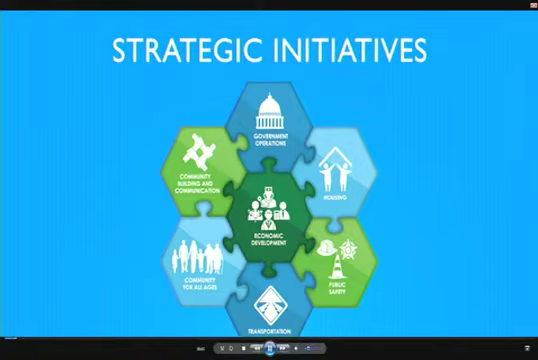 STRATEGIC INITIATIVES
GOVERNMENT
OPERATIONS
COMMUNITY
BUILDING AND
COMMUNICATION
HOUSING
ECONOMIC
DEVELOPMENT
COMMUNITY
FOR ALL AGES
PUBLIC
SAFETY
TRANSPORTATION